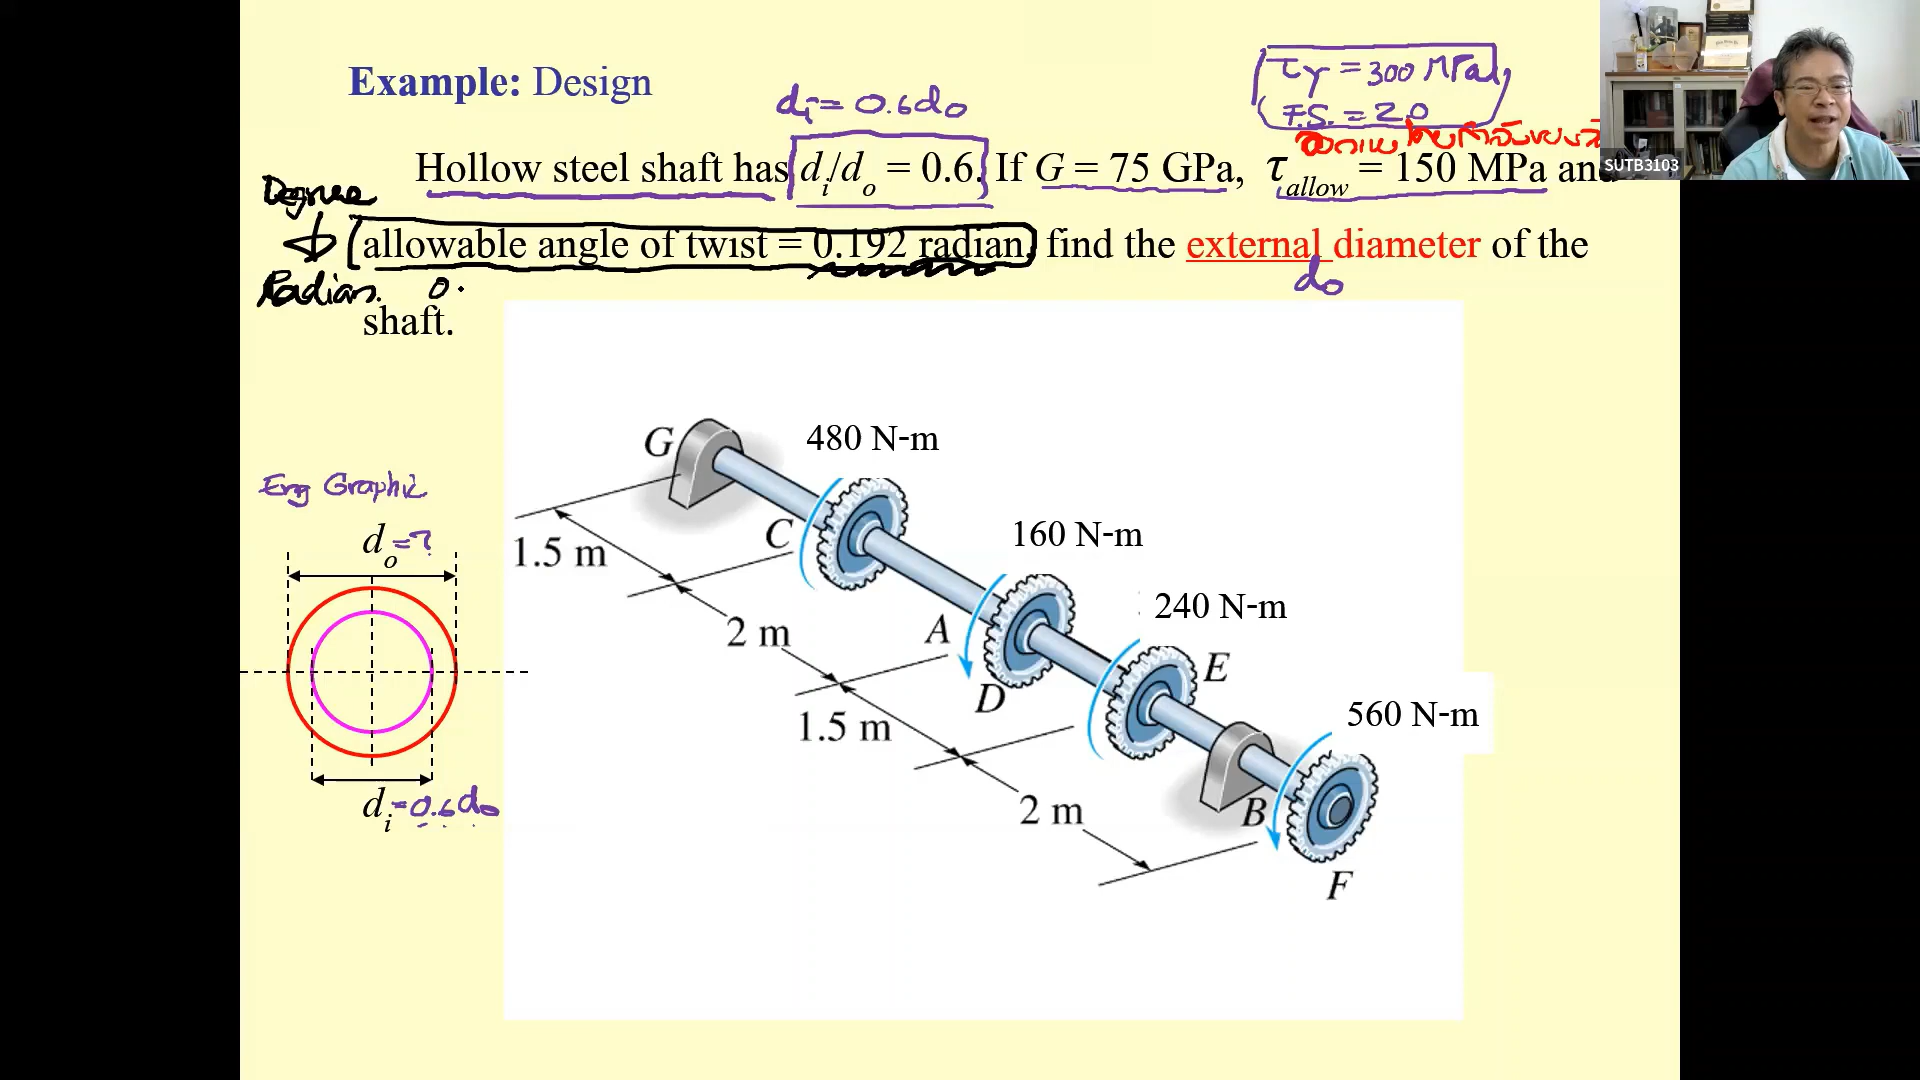 Example: Design
di = 0.6do
τY = 300 MPa,
F.S. = 2.0
Hollow steel shaft has di/do = 0.6. If G = 75 GPa, τallow = 150 MPa and
SUTB3103
Degree
allowable angle of twist = 0.192 radian, find the external diameter of the
Radian. 0.
do
shaft.
G
480 N-m
Eng Graphic
do = ?
C
160 N-m
1.5 m
240 N-m
2 m
A
E
D
1.5 m
560 N-m
di = 0.6do
2 m
B
F